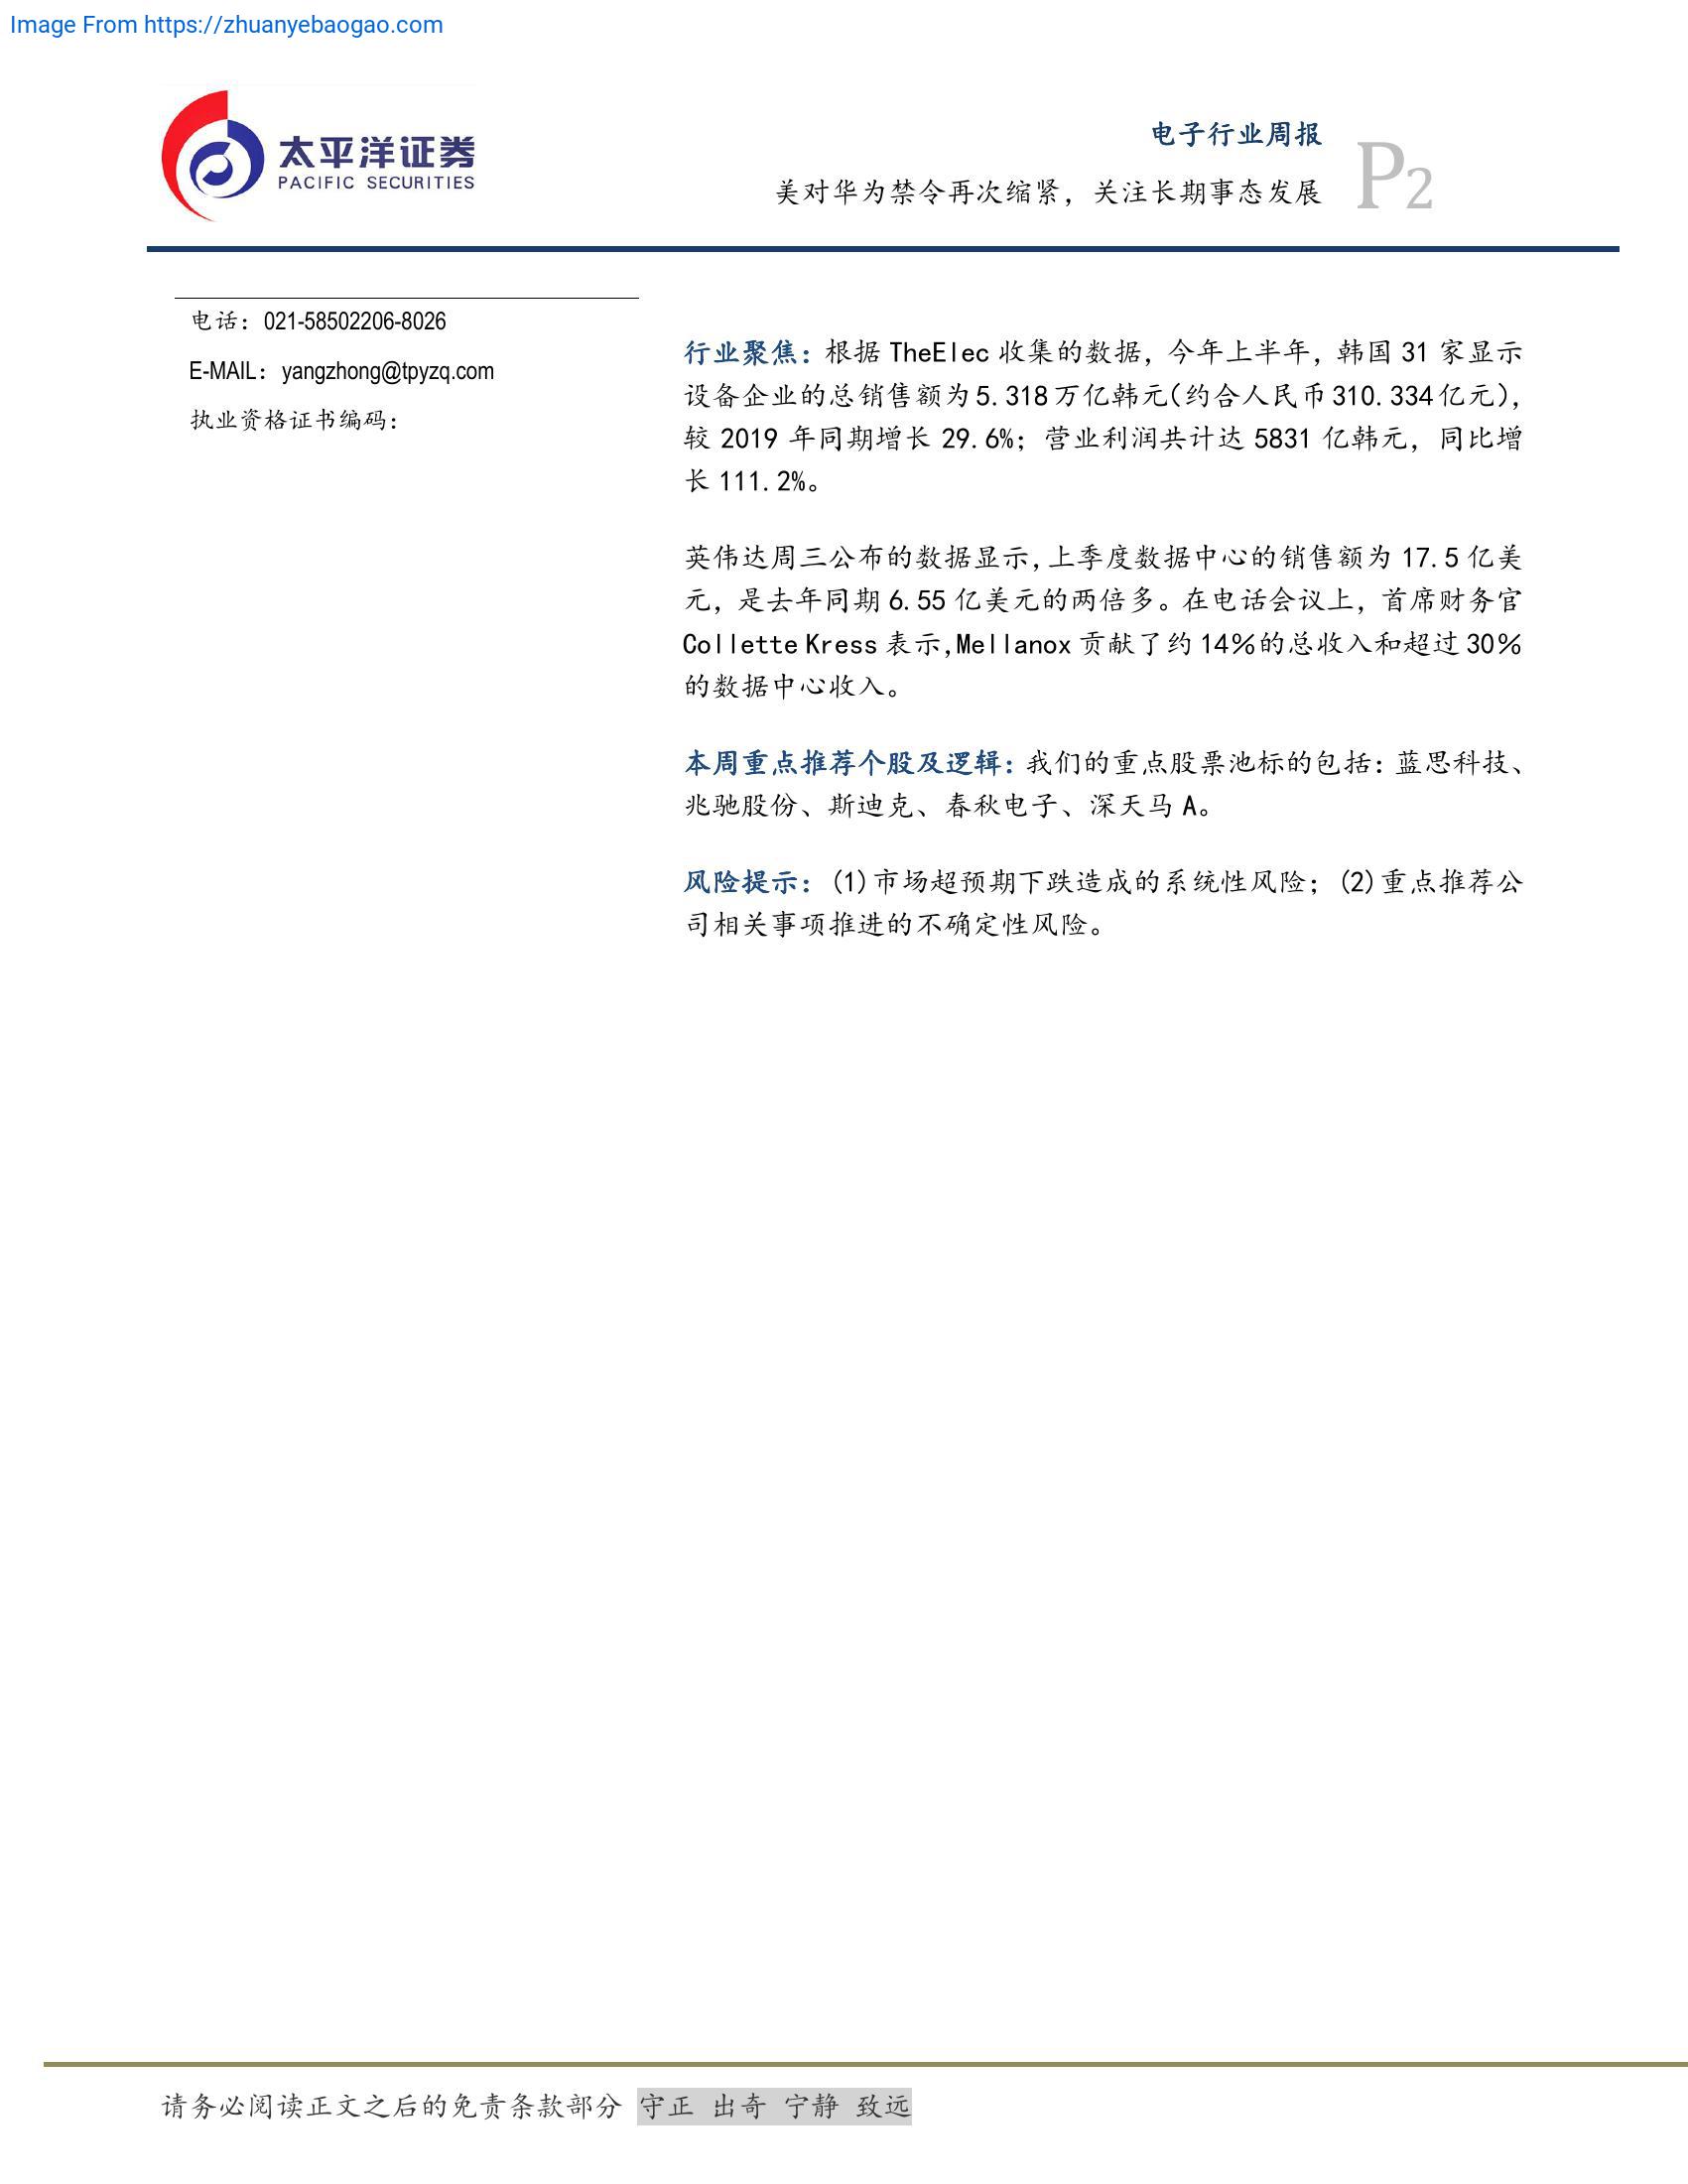 Image From https://zhuanyebaogao.com
太平洋证券
PACIFIC SECURITIES
电子行业周报
美对华为禁令再次缩紧，关注长期事态发展
P2
电话：021-58502206-8026
E-MAIL：yangzhong@tpyzq.com
执业资格证书编码：
行业聚焦：根据 TheElec 收集的数据，今年上半年，韩国 31 家显示
设备企业的总销售额为 5.318 万亿韩元（约合人民币 310.334 亿元），
较 2019 年同期增长 29.6%；营业利润共计达 5831 亿韩元，同比增
长 111.2%。
英伟达周三公布的数据显示,上季度数据中心的销售额为 17.5 亿美
元，是去年同期 6.55 亿美元的两倍多。在电话会议上，首席财务官
Collette Kress 表示,Mellanox 贡献了约 14％的总收入和超过 30％
的数据中心收入。
本周重点推荐个股及逻辑：我们的重点股票池标的包括：蓝思科技、
兆驰股份、斯迪克、春秋电子、深天马 A。
风险提示：(1)市场超预期下跌造成的系统性风险；(2)重点推荐公
司相关事项推进的不确定性风险。
请务必阅读正文之后的免责条款部分 守正 出奇 宁静 致远